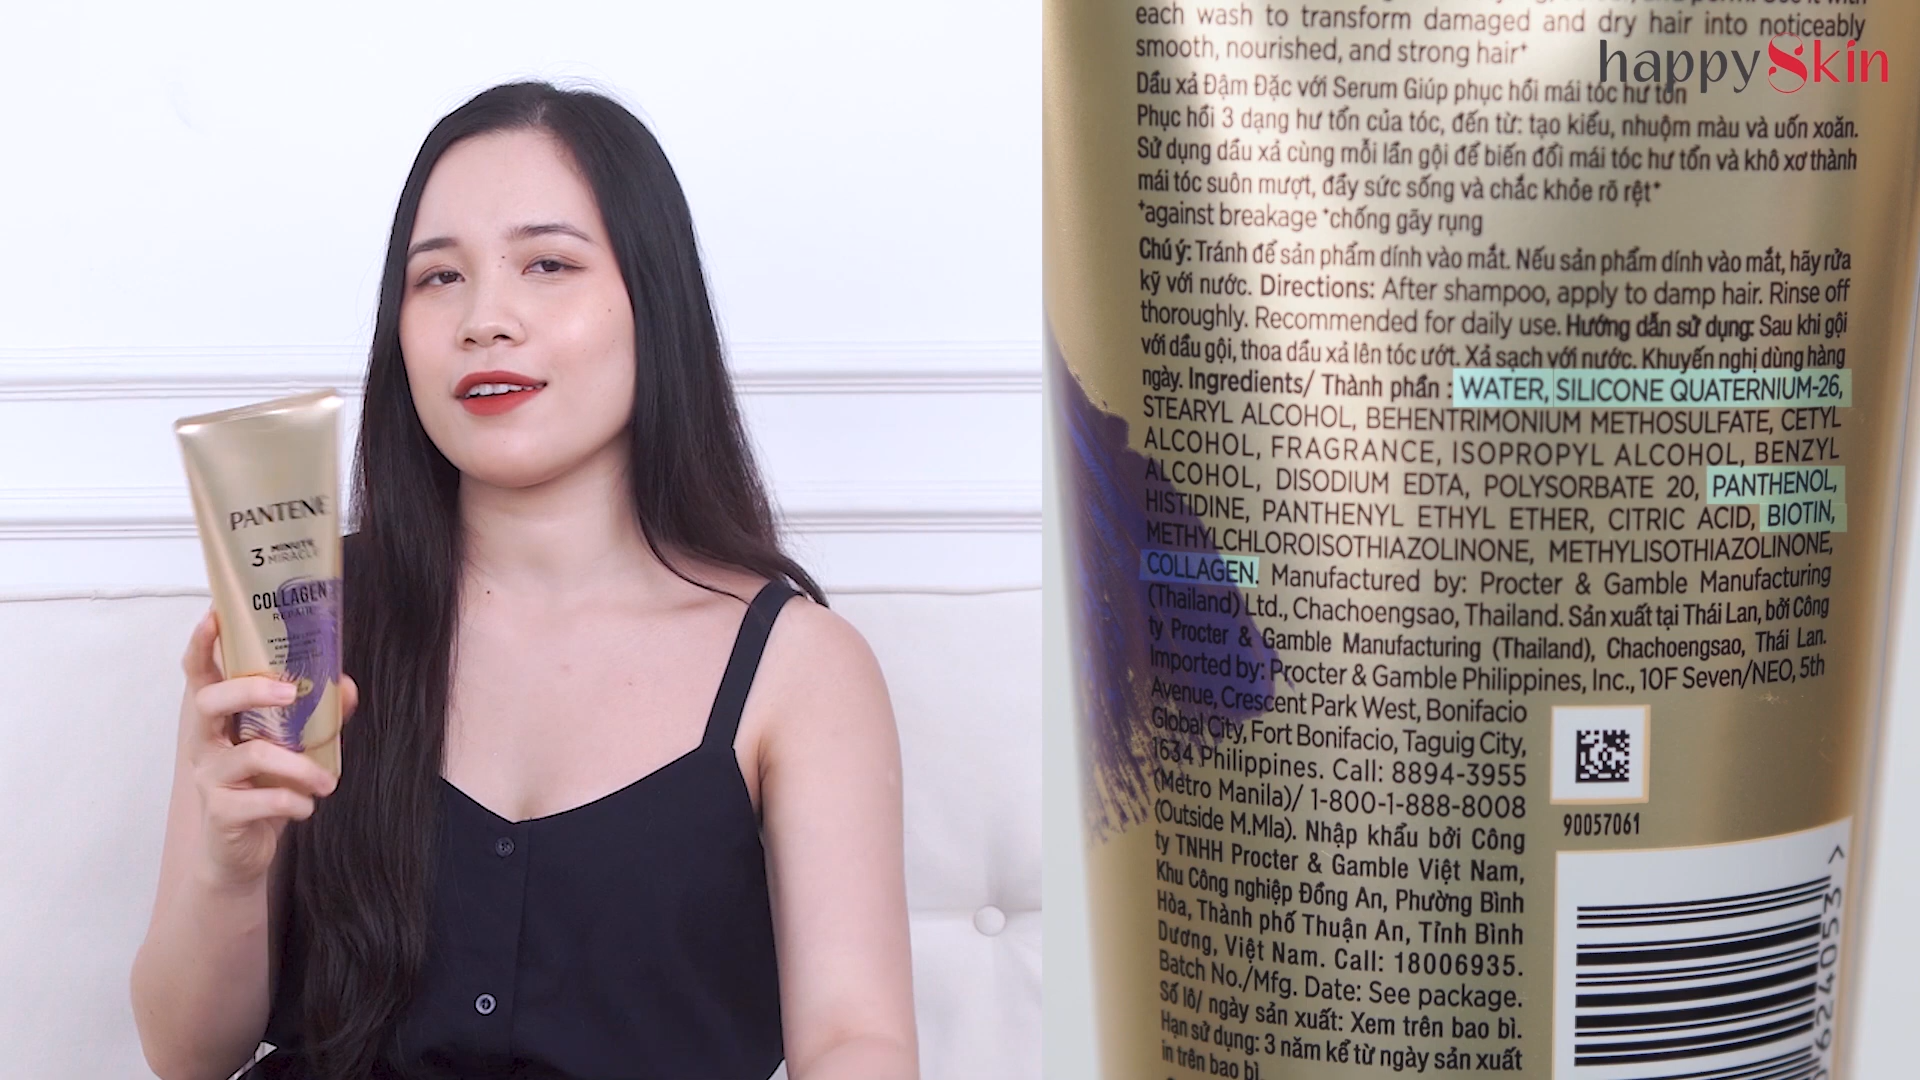 PANTENE
3 MINUTE
MIRACLE
COLLAGEN
REPAIR
happySkin
each wash to transform damaged and dry hair into noticeably
smooth, nourished, and strong hair⁺
Dầu xả Đậm Đặc với Serum Giúp phục hồi mái tóc hư tổn
Phục hồi 3 dạng hư tổn của tóc, đến từ: tạo kiểu, nhuộm màu và uốn xoăn.
Sử dụng dầu xả cùng mỗi lần gội để biến đổi mái tóc hư tổn và khô xơ thành
mái tóc suôn mượt, đầy sức sống và chắc khỏe rõ rệt*
⁺against breakage *chống gãy rụng
Chú ý: Tránh để sản phẩm dính vào mắt. Nếu sản phẩm dính vào mắt, hãy rửa
kỹ với nước. Directions: After shampoo, apply to damp hair. Rinse off
thoroughly. Recommended for daily use. Hướng dẫn sử dụng: Sau khi gội
với dầu gội, thoa dầu xả lên tóc ướt. Xả sạch với nước. Khuyến nghị dùng hàng
ngày. Ingredients/ Thành phần : WATER, SILICONE QUATERNIUM-26,
STEARYL ALCOHOL, BEHENTRIMONIUM METHOSULFATE, CETYL
ALCOHOL, FRAGRANCE, ISOPROPYL ALCOHOL, BENZYL
ALCOHOL, DISODIUM EDTA, POLYSORBATE 20, PANTHENOL,
HISTIDINE, PANTHENYL ETHYL ETHER, CITRIC ACID, BIOTIN,
METHYLCHLOROISOTHIAZOLINONE, METHYLISOTHIAZOLINONE,
COLLAGEN. Manufactured by: Procter & Gamble Manufacturing
(Thailand) Ltd., Chachoengsao, Thailand. Sản xuất tại Thái Lan, bởi Công
ty Procter & Gamble Manufacturing (Thailand), Chachoengsao, Thái Lan.
Imported by: Procter & Gamble Philippines, Inc., 10F Seven/NEO, 5th
Avenue, Crescent Park West, Bonifacio
Global City, Fort Bonifacio, Taguig City,
1634 Philippines. Call: 8894-3955
(Metro Manila)/ 1-800-1-888-8008
(Outside M.Mla). Nhập khẩu bởi Công
ty TNHH Procter & Gamble Việt Nam,
Khu Công nghiệp Đồng An, Phường Bình
Hòa, Thành phố Thuận An, Tỉnh Bình
Dương, Việt Nam. Call: 18006935.
Batch No./Mfg. Date: See package.
Số lô/ ngày sản xuất: Xem trên bao bì.
Hạn sử dụng: 3 năm kể từ ngày sản xuất
in trên bao bì.
90057061
624053 >